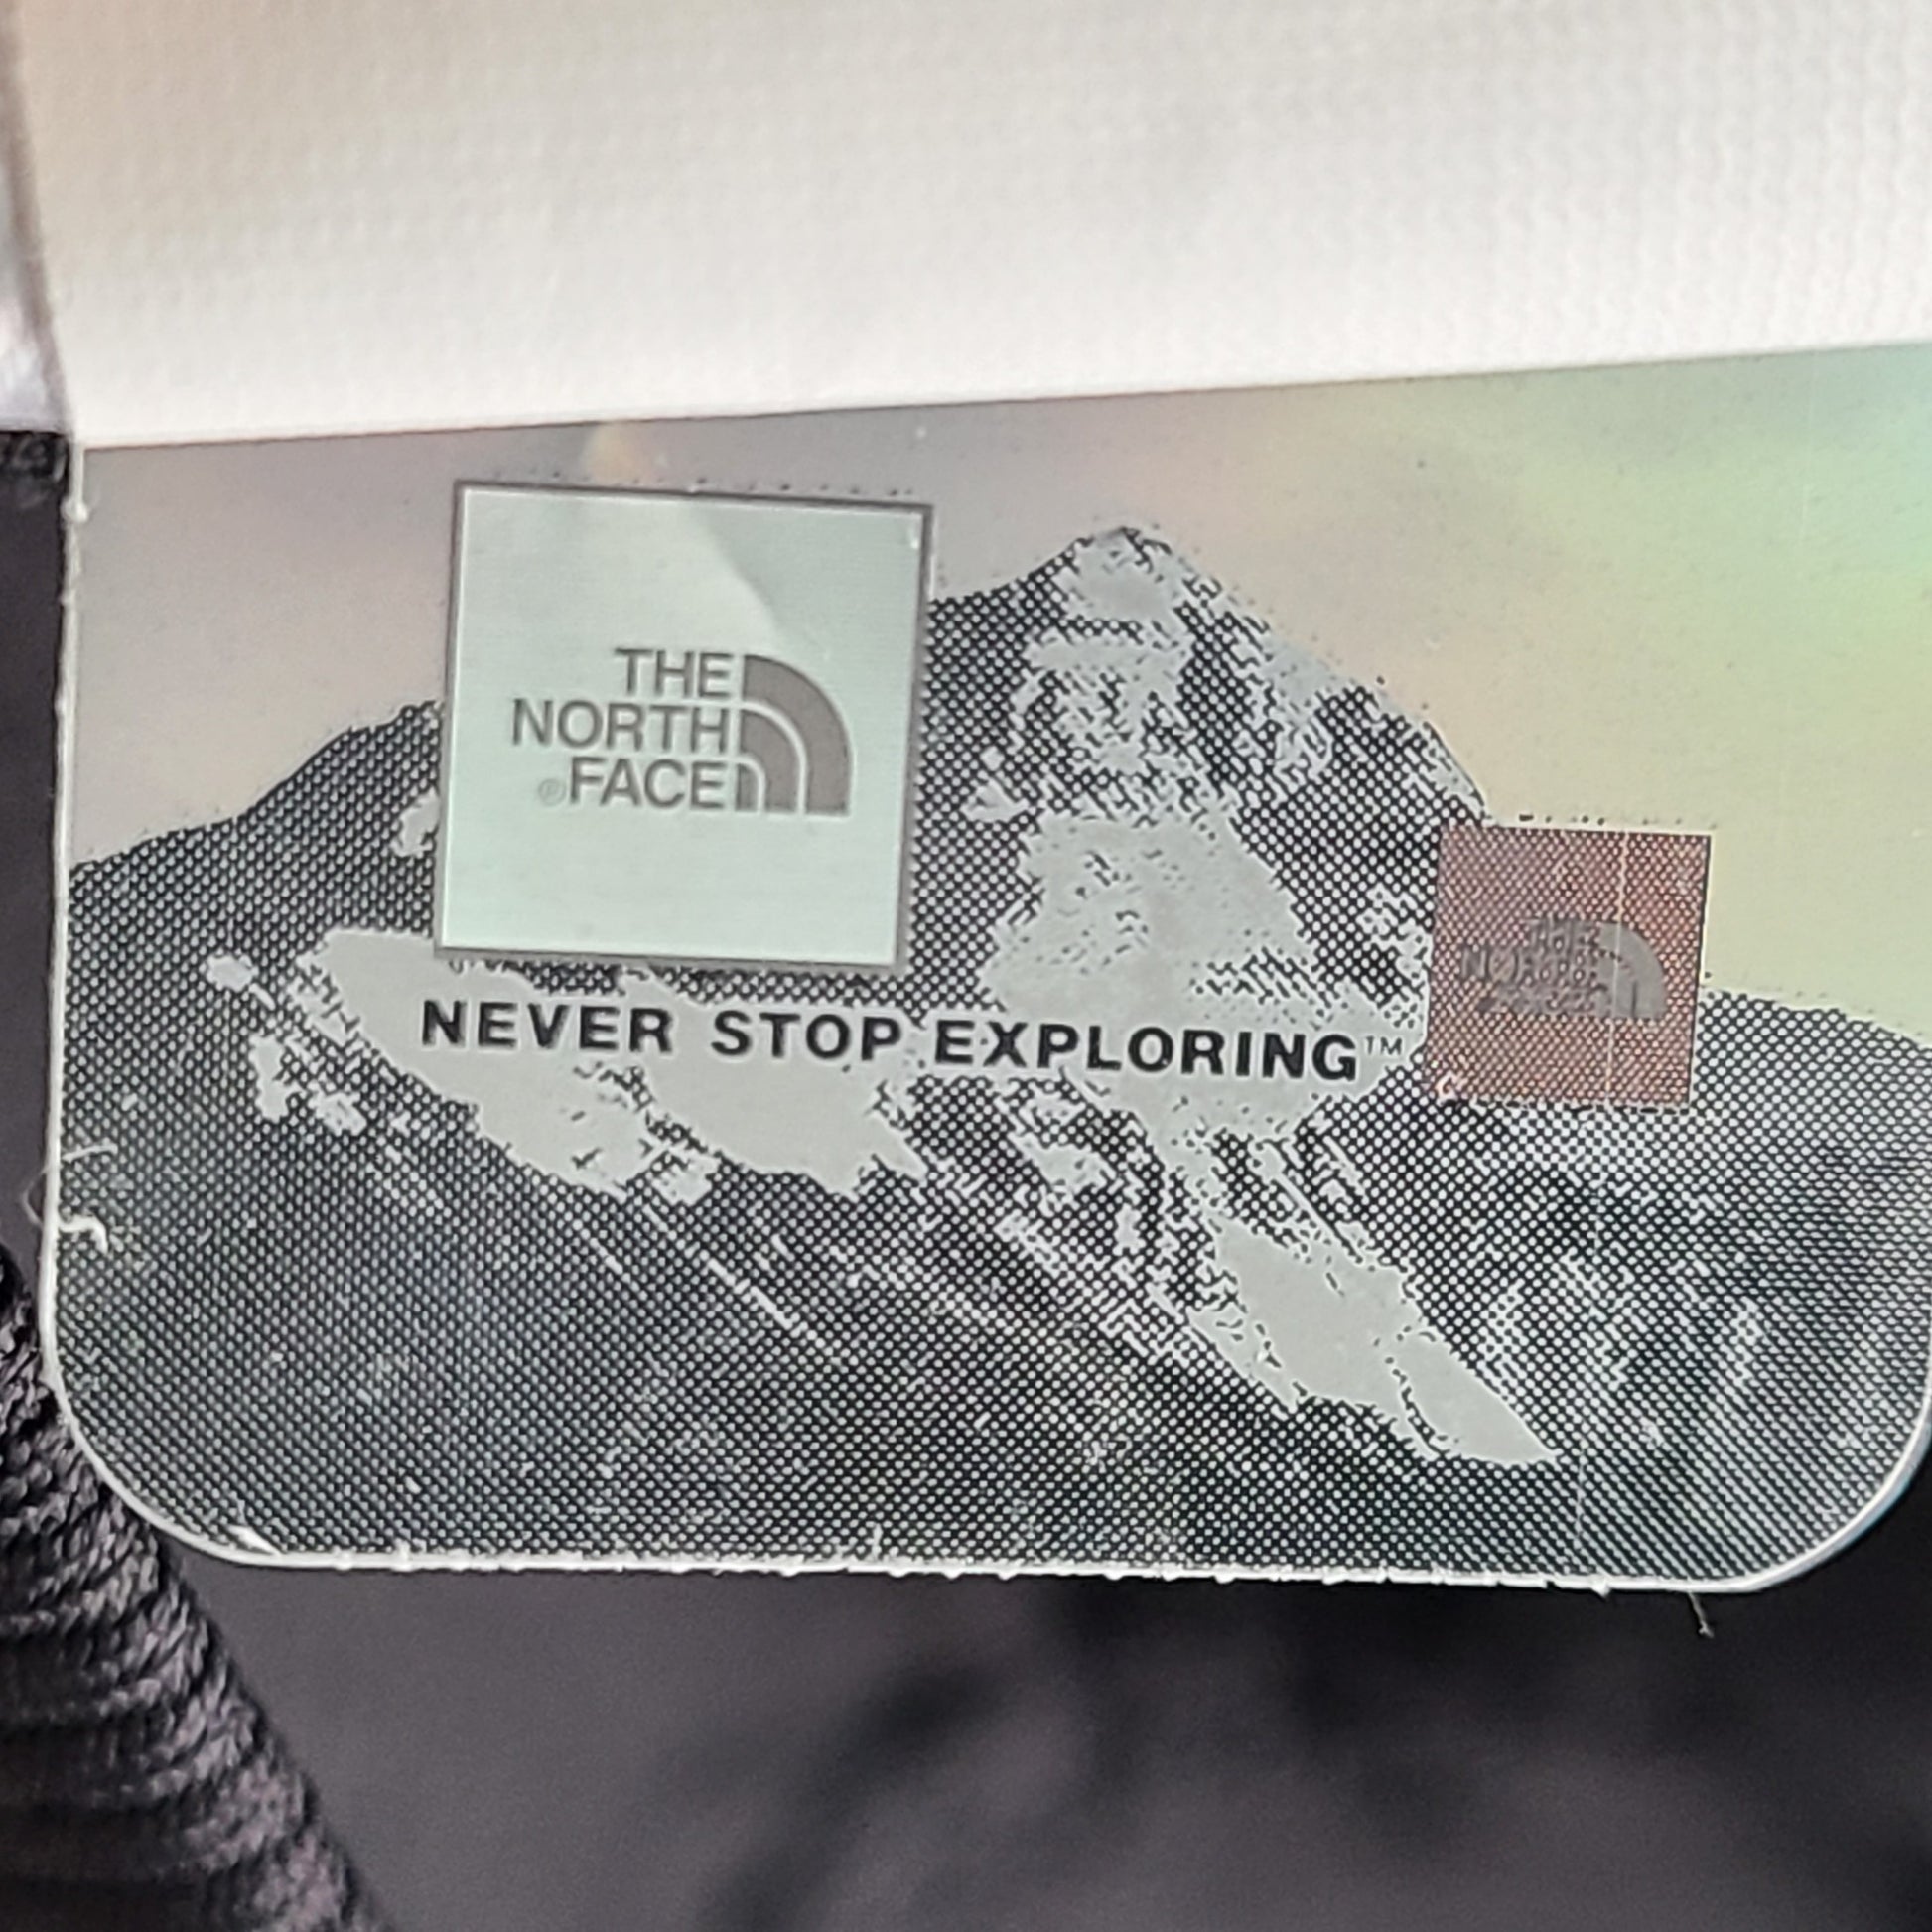 THE
NORTH
®FACE
NEVER STOP EXPLORING™